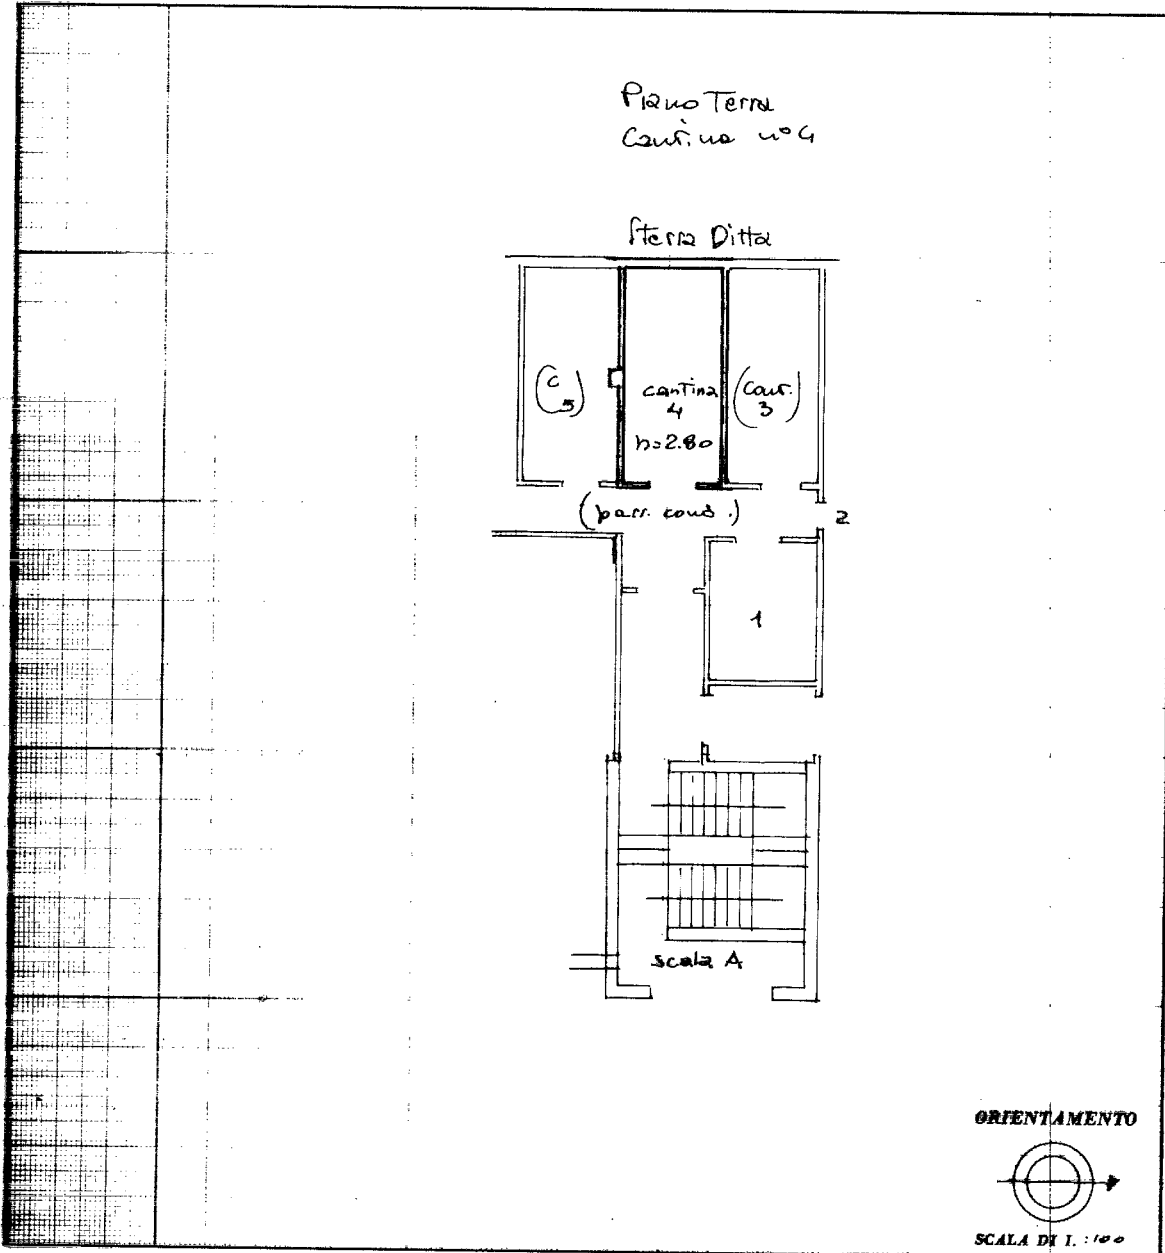 Piano Terra
Cantina n° 4
Stessa Ditta
(C
5)
cantina
4
h=2.80
(Cant.
3)
(pass. cond.)
2
1
scala A
ORIENTAMENTO
SCALA DI 1 : 100